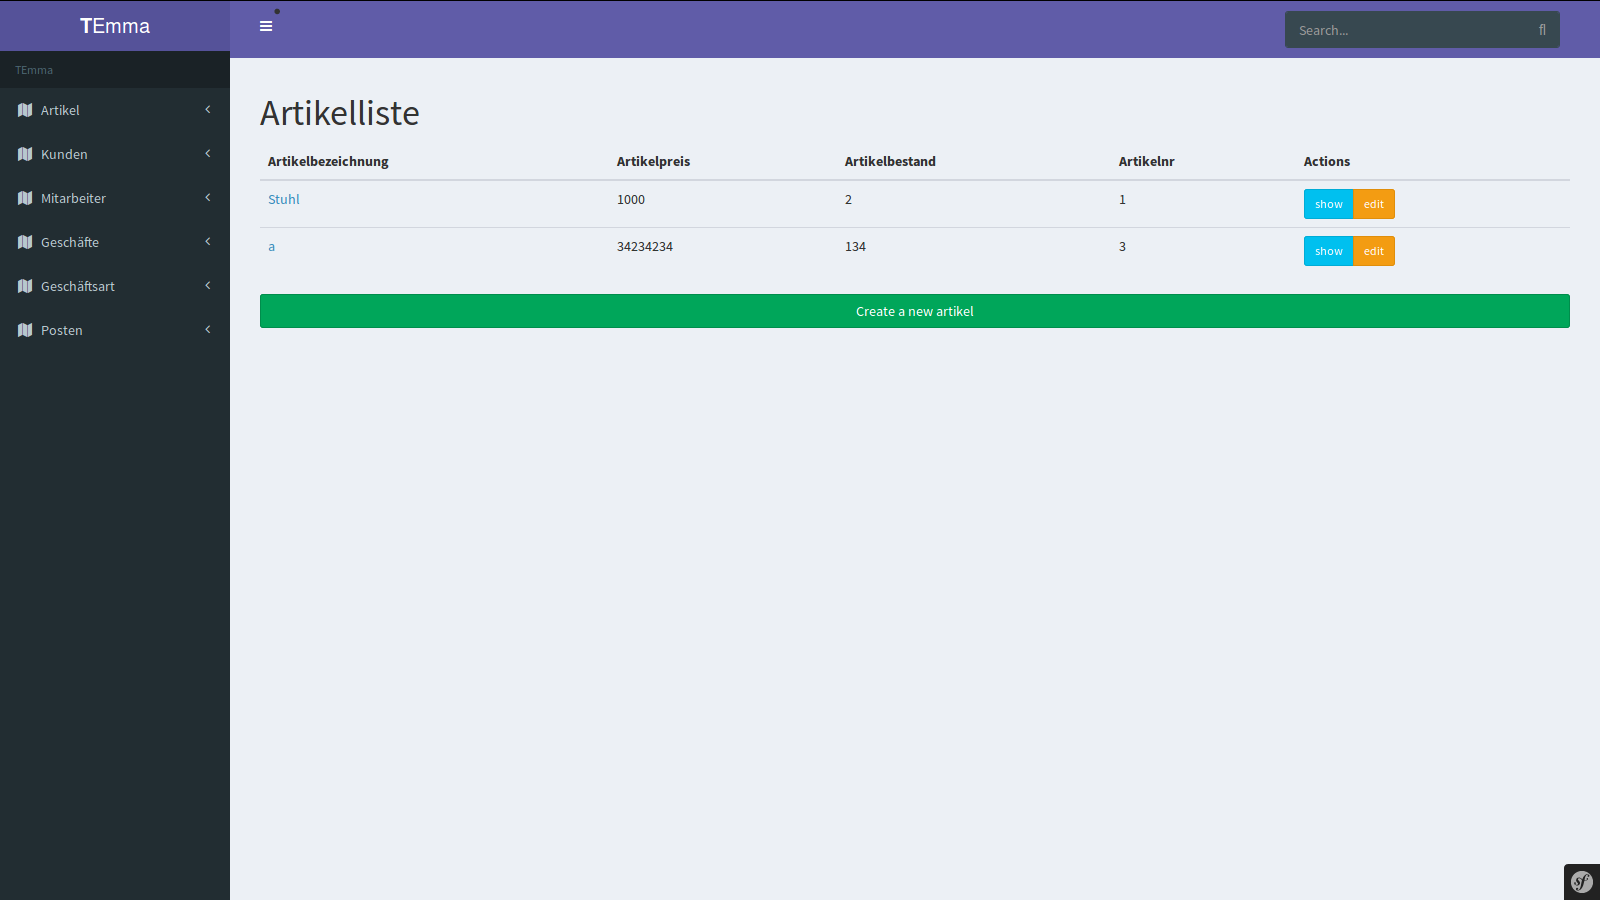 TEmma
Search...
TEmma
Artikel
Kunden
Mitarbeiter
Geschäfte
Geschäftsart
Posten
Artikelliste
Artikelbezeichnung Artikelpreis Artikelbestand Artikelnr Actions
Stuhl 1000 2 1 show edit
a 34234234 134 3 show edit
Create a new artikel
sf